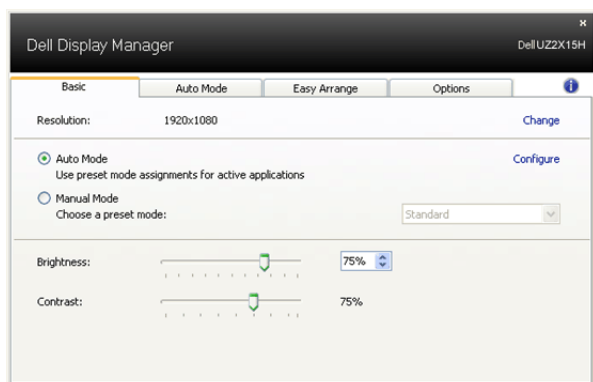 Dell Display Manager
Dell UZ2X15H
Basic Auto Mode Easy Arrange Options
Resolution: 1920x1080 Change
Auto Mode Configure
Use preset mode assignments for active applications
Manual Mode
Choose a preset mode: Standard
Brightness: 75%
Contrast: 75%